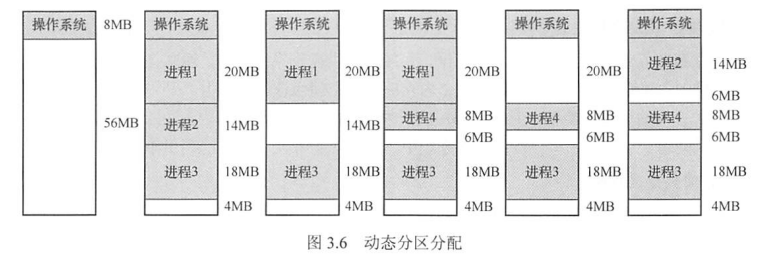 操作系统 8MB 操作系统 操作系统 操作系统 操作系统 操作系统
进程2 14MB
进程1 20MB 进程1 20MB 进程1 20MB 20MB
6MB
进程4 8MB 进程4 8MB 进程4 8MB
56MB 进程2 14MB 14MB
6MB 6MB 6MB
进程3 18MB 进程3 18MB 进程3 18MB 进程3 18MB 进程3 18MB
4MB 4MB 4MB 4MB 4MB
图 3.6 动态分区分配